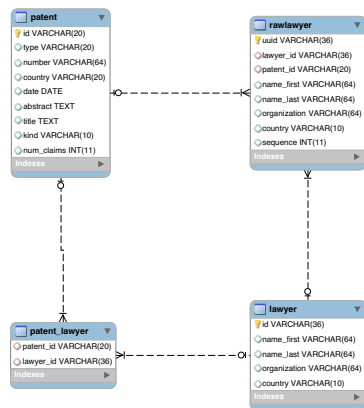 patent
id VARCHAR(20)
type VARCHAR(20)
number VARCHAR(64)
country VARCHAR(20)
date DATE
abstract TEXT
title TEXT
kind VARCHAR(10)
num_claims INT(11)
Indexes
rawlawyer
uuid VARCHAR(36)
lawyer_id VARCHAR(36)
patent_id VARCHAR(20)
name_first VARCHAR(64)
name_last VARCHAR(64)
organization VARCHAR(64)
country VARCHAR(10)
sequence INT(11)
Indexes
patent_lawyer
patent_id VARCHAR(20)
lawyer_id VARCHAR(36)
Indexes
lawyer
id VARCHAR(36)
name_first VARCHAR(64)
name_last VARCHAR(64)
organization VARCHAR(64)
country VARCHAR(10)
Indexes